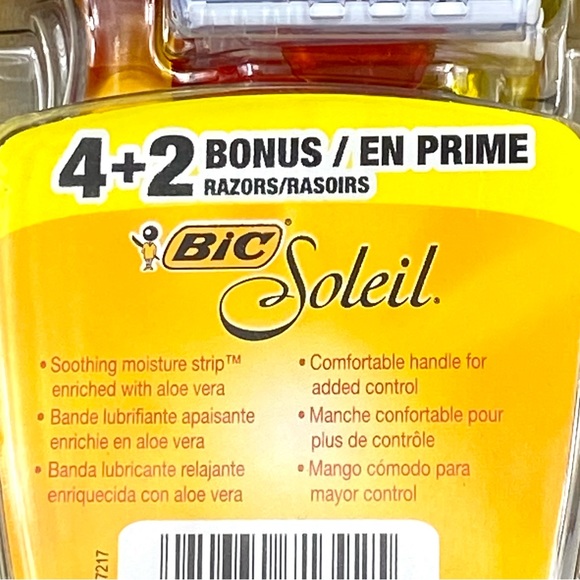 4+2 BONUS / EN PRIME
RAZORS/RASOIRS
BiC®
Soleil®
• Soothing moisture strip™
enriched with aloe vera
• Bande lubrifiante apaisante
enrichie en aloe vera
• Banda lubricante relajante
enriquecida con aloe vera
• Comfortable handle for
added control
• Manche confortable pour
plus de contrôle
• Mango cómodo para
mayor control
7217